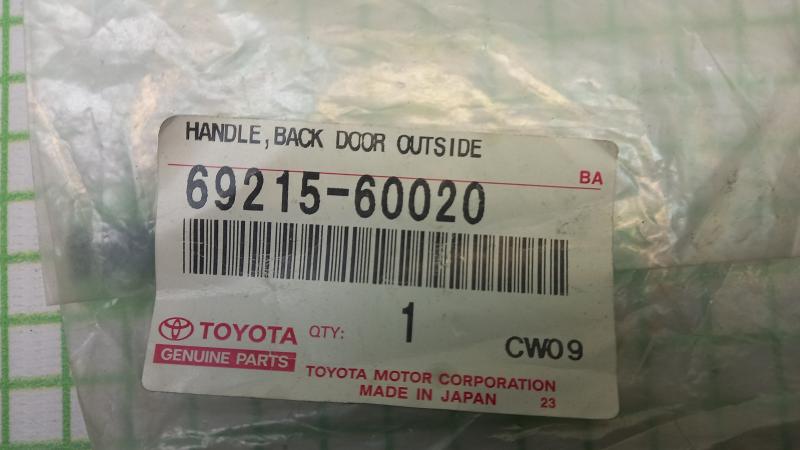 HANDLE,BACK DOOR OUTSIDE
BA
69215-60020
1
TOYOTA QTY:
CW09
GENUINE PARTS
TOYOTA MOTOR CORPORATION
MADE IN JAPAN 23